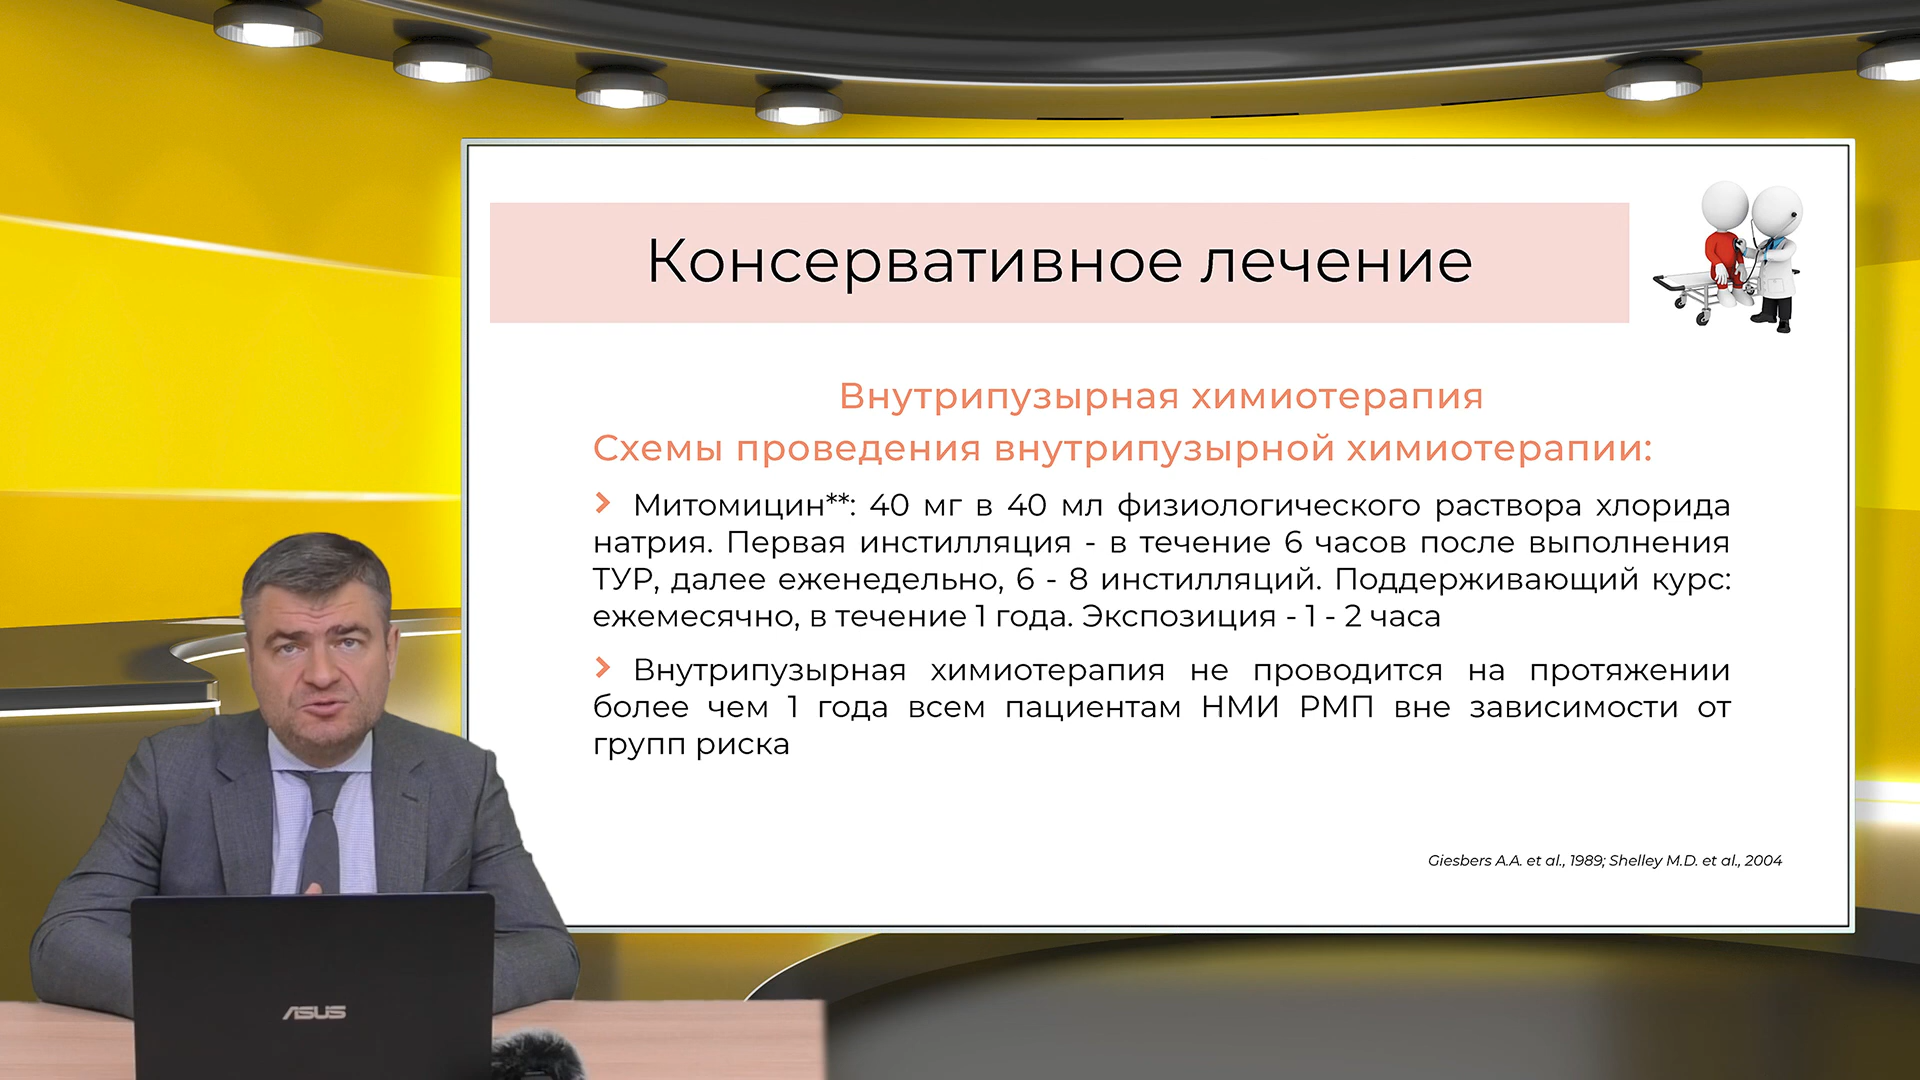 Консервативное лечение
Внутрипузырная химиотерапия
Схемы проведения внутрипузырной химиотерапии:
Митомицин**: 40 мг в 40 мл физиологического раствора хлорида
натрия. Первая инстилляция - в течение 6 часов после выполнения
ТУР, далее еженедельно, 6 - 8 инстилляций. Поддерживающий курс:
ежемесячно, в течение 1 года. Экспозиция - 1 - 2 часа
Внутрипузырная химиотерапия не проводится на протяжении
более чем 1 года всем пациентам НМИ РМП вне зависимости от
групп риска
Giesbers A.A. et al., 1989; Shelley M.D. et al., 2004
ASUS